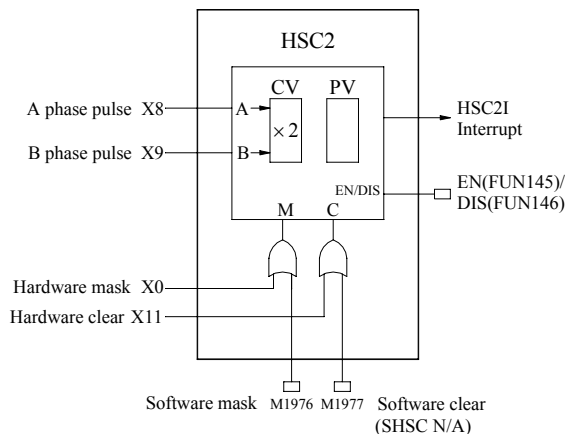 HSC2
CV PV
A phase pulse X8 A
× 2
B phase pulse X9 B
HSC2I
Interrupt
EN/DIS
EN(FUN145)/
DIS(FUN146)
M C
Hardware mask X0
Hardware clear X11
Software mask M1976 M1977 Software clear
(SHSC N/A)